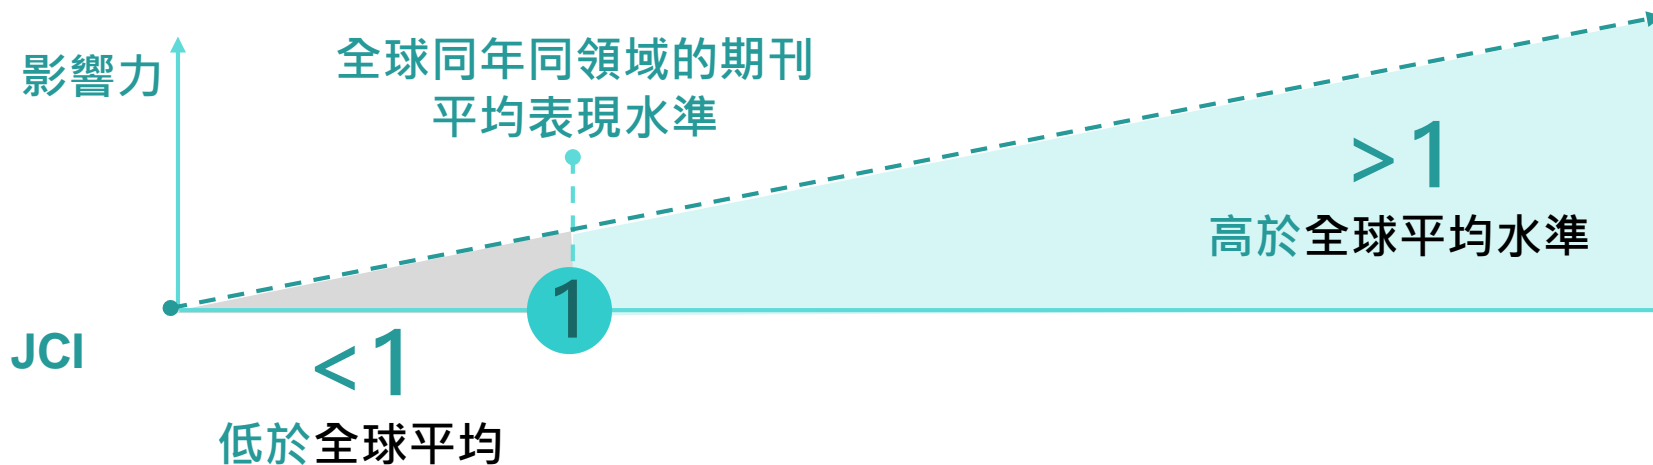 影響力
全球同年同領域的期刊
平均表現水準
>1
高於全球平均水準
1
JCI
<1
低於全球平均